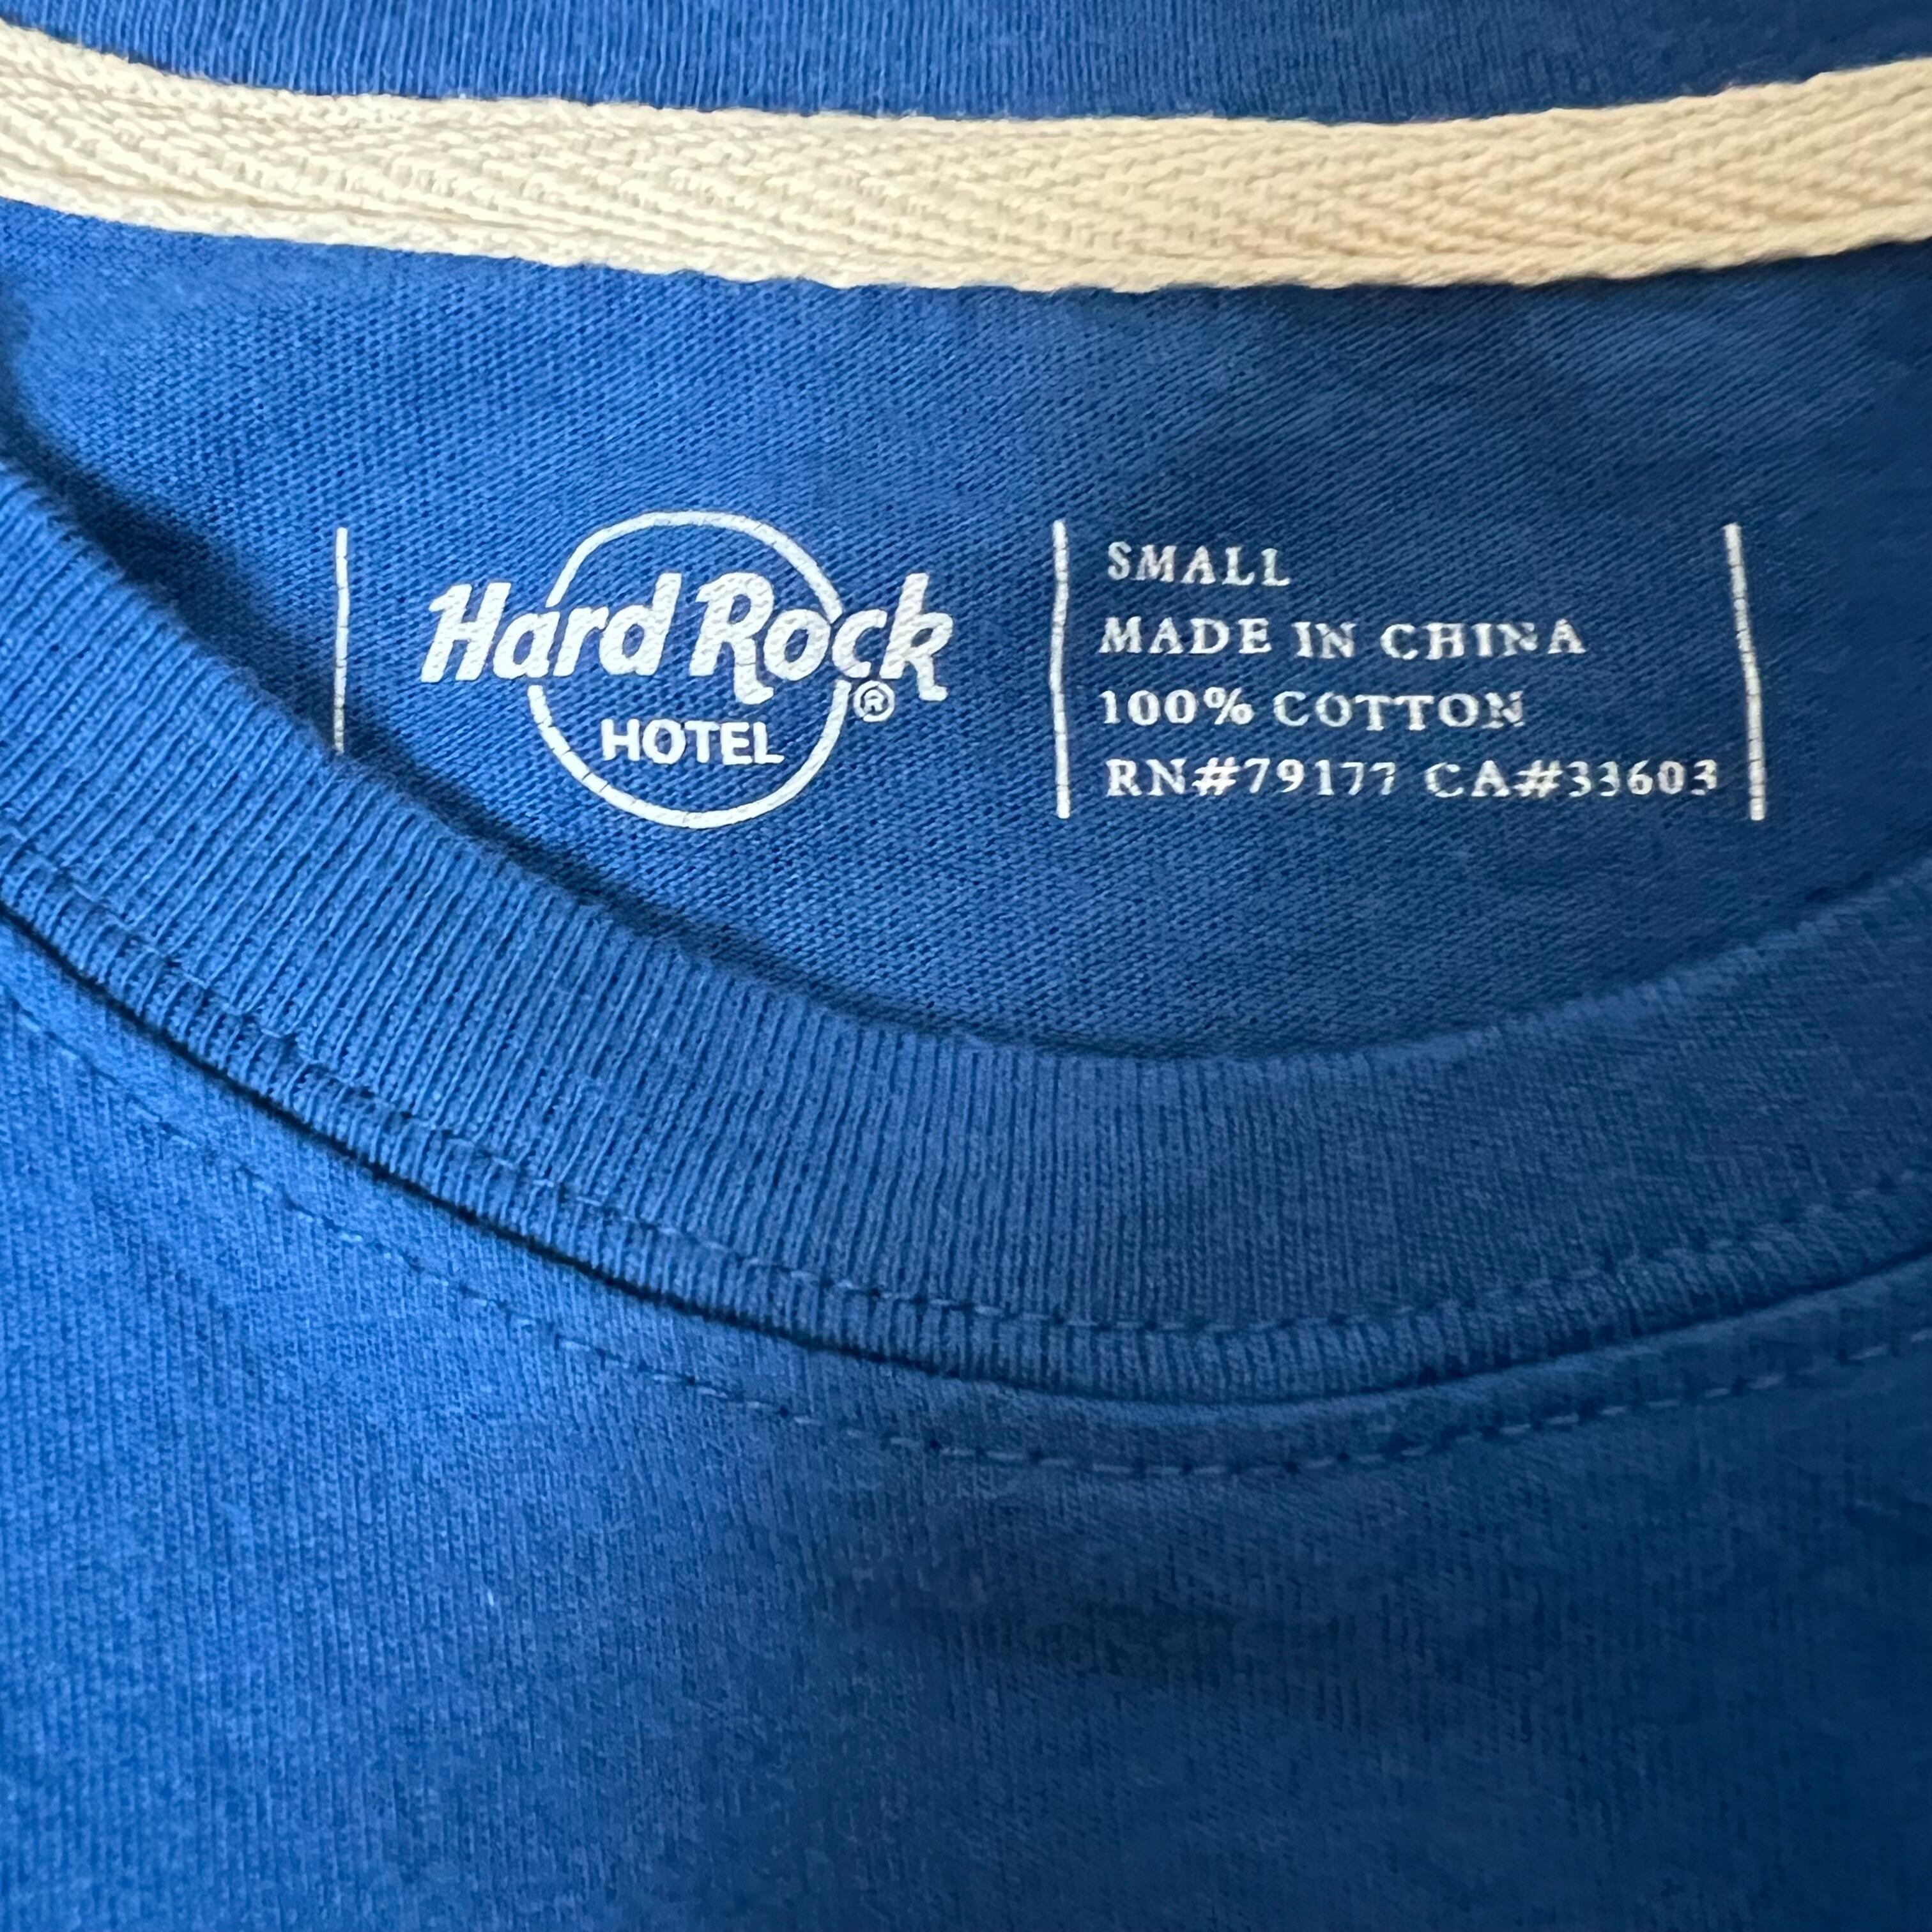 Hard Rock
®
HOTEL
SMALL
MADE IN CHINA
100% COTTON
RN#79177 CA#33603